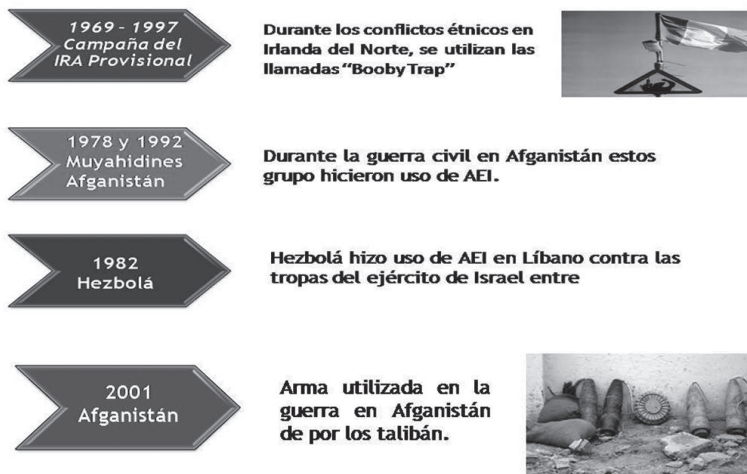 1969 - 1997
Campaña del
IRA Provisional
Durante los conflictos étnicos en
Irlanda del Norte, se utilizan las
llamadas “Booby Trap”
1978 y 1992
Muyahidines
Afganistán
Durante la guerra civil en Afganistán estos
grupo hicieron uso de AEI.
1982
Hezbolá
Hezbolá hizo uso de AEI en Líbano contra las
tropas del ejército de Israel entre
2001
Afganistán
Arma utilizada en la
guerra en Afganistán
de por los talibán.